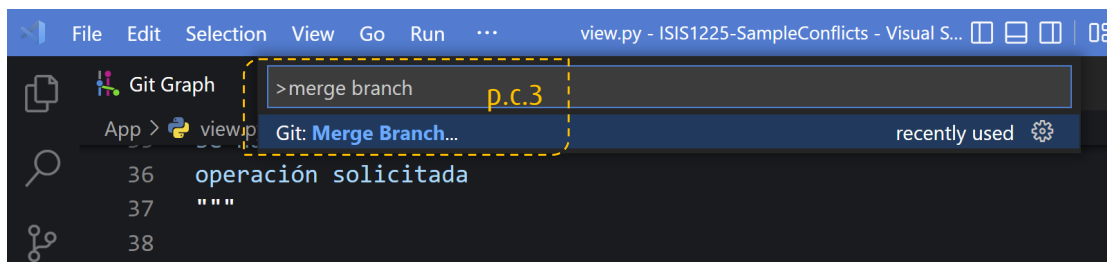 File Edit Selection View Go Run ··· view.py - ISIS1225-SampleConflicts - Visual S...
Git Graph
>merge branch
p.c.3
App > view.p
Git: Merge Branch...
recently used
36 operación solicitada
37 """
38